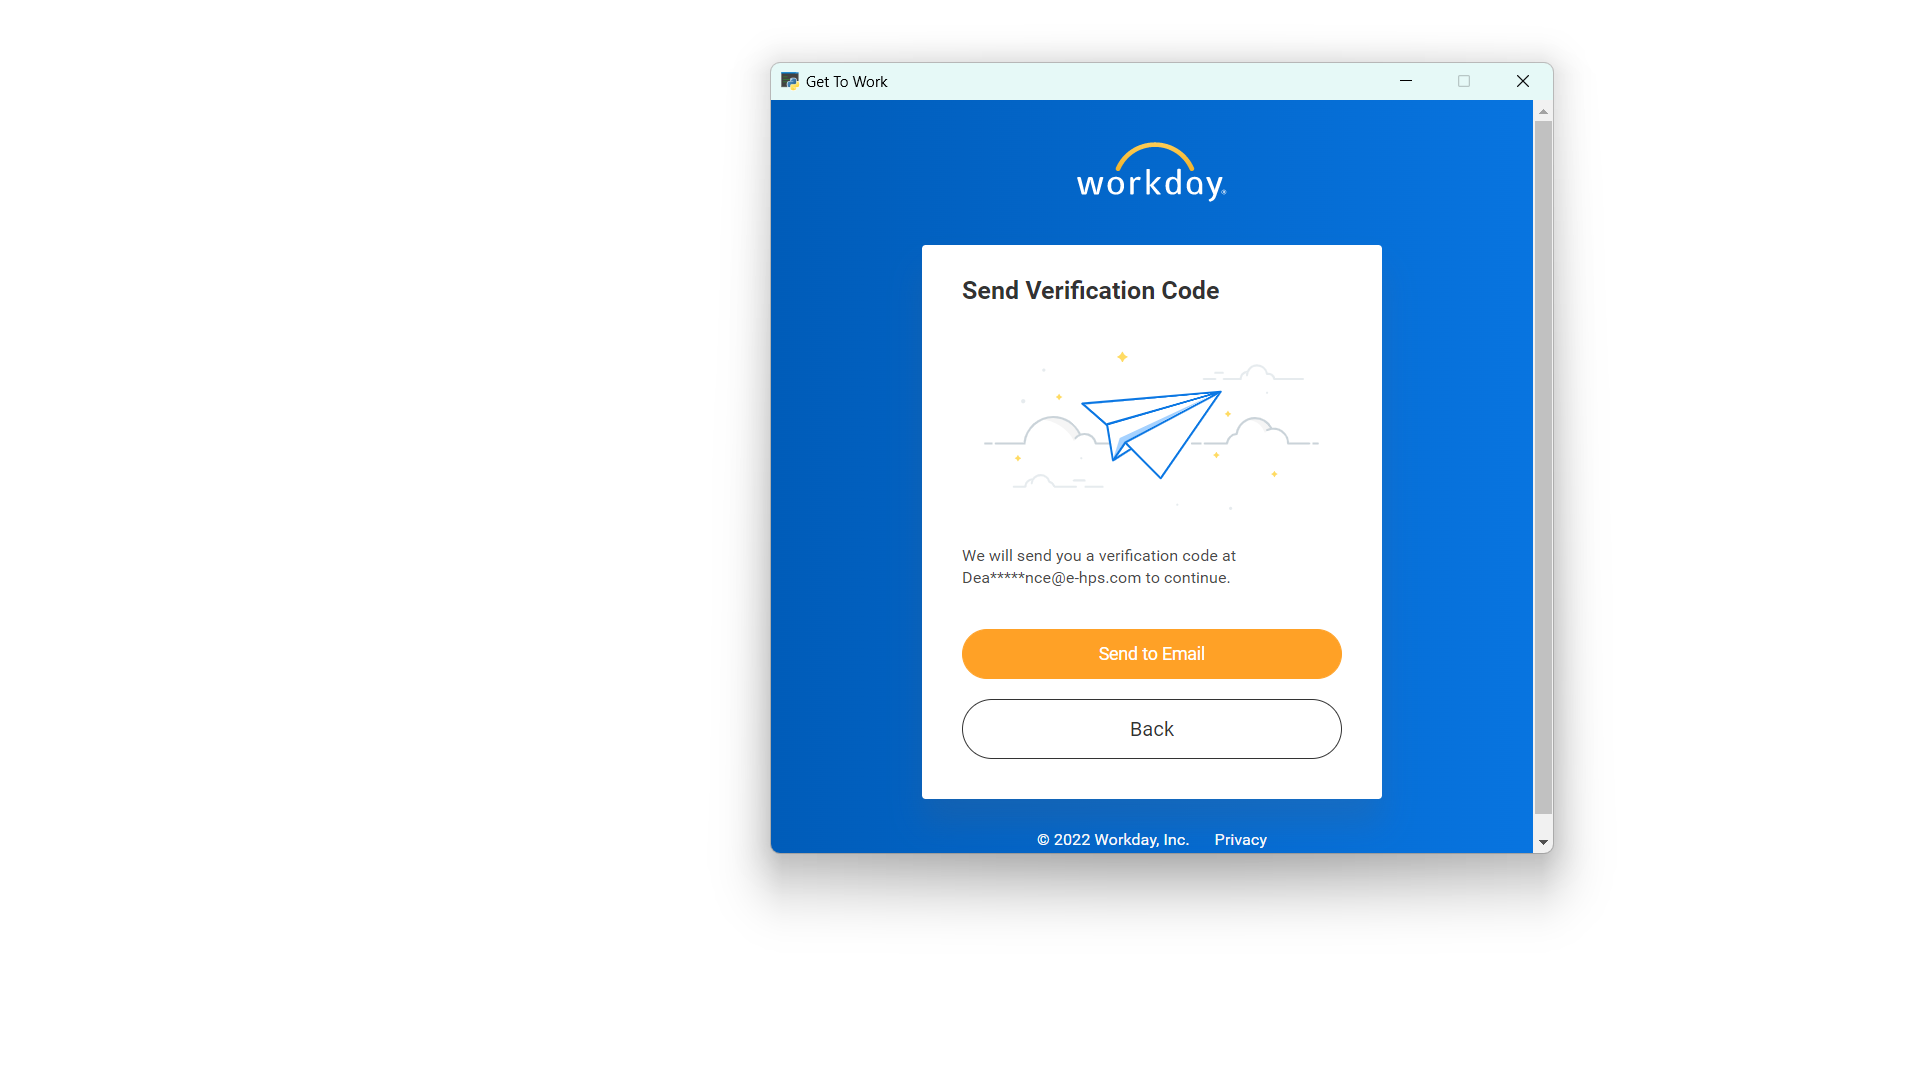 Get To Work
workday®
Send Verification Code
We will send you a verification code at
Dea*****nce@e-hps.com to continue.
Send to Email
Back
© 2022 Workday, Inc. Privacy